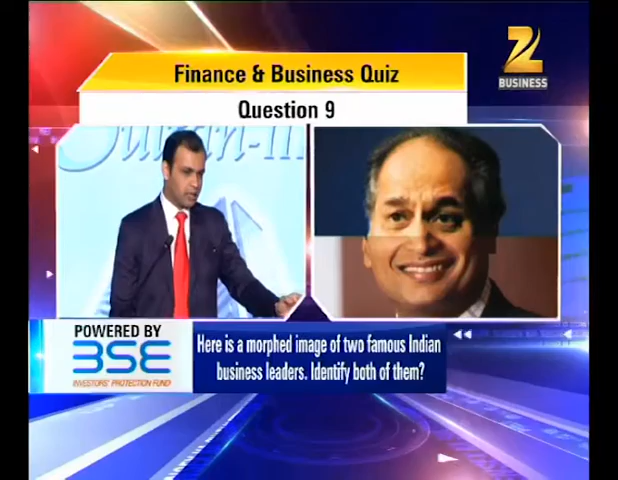 Z
BUSINESS
Finance & Business Quiz
Question 9
POWERED BY
BSE
INVESTORS' PROTECTION FUND
Here is a morphed image of two famous Indian
business leaders. Identify both of them?